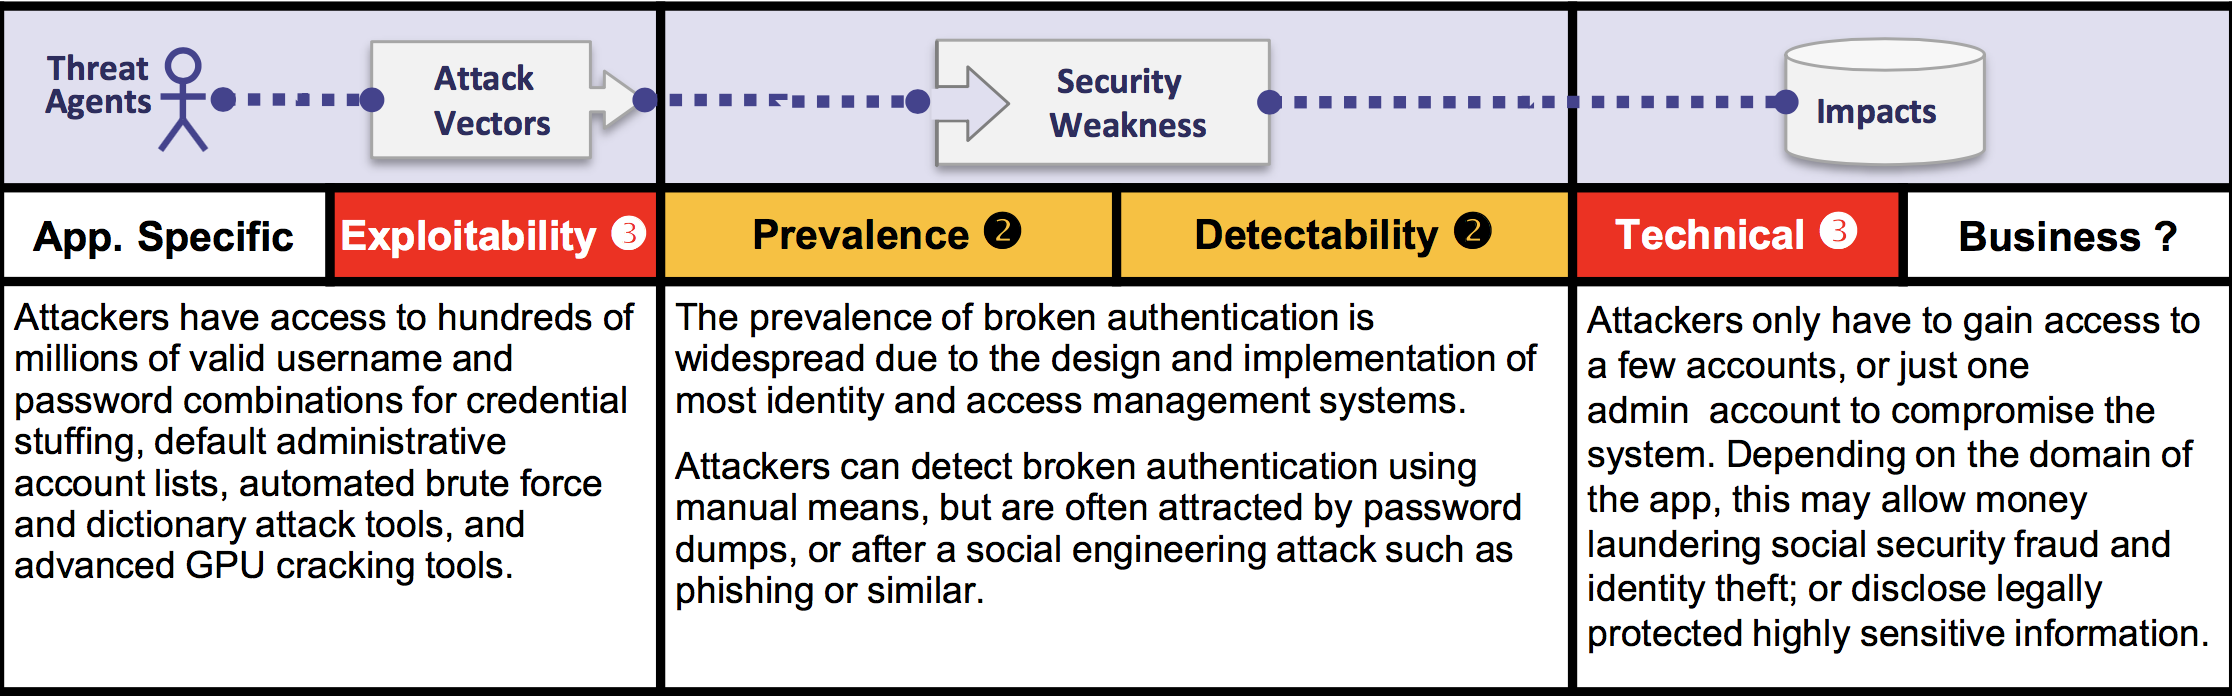 Threat
Agents
Attack
Vectors
Security
Weakness
Impacts
App. Specific
Exploitability ❸
Prevalence ❷
Detectability ❷
Technical ❸
Business ?
Attackers have access to hundreds of
millions of valid username and
password combinations for credential
stuffing, default administrative
account lists, automated brute force
and dictionary attack tools, and
advanced GPU cracking tools.
The prevalence of broken authentication is
widespread due to the design and implementation of
most identity and access management systems.
Attackers can detect broken authentication using
manual means, but are often attracted by password
dumps, or after a social engineering attack such as
phishing or similar.
Attackers only have to gain access to
a few accounts, or just one
admin  account to compromise the
system. Depending on the domain of
the app, this may allow money
laundering social security fraud and
identity theft; or disclose legally
protected highly sensitive information.